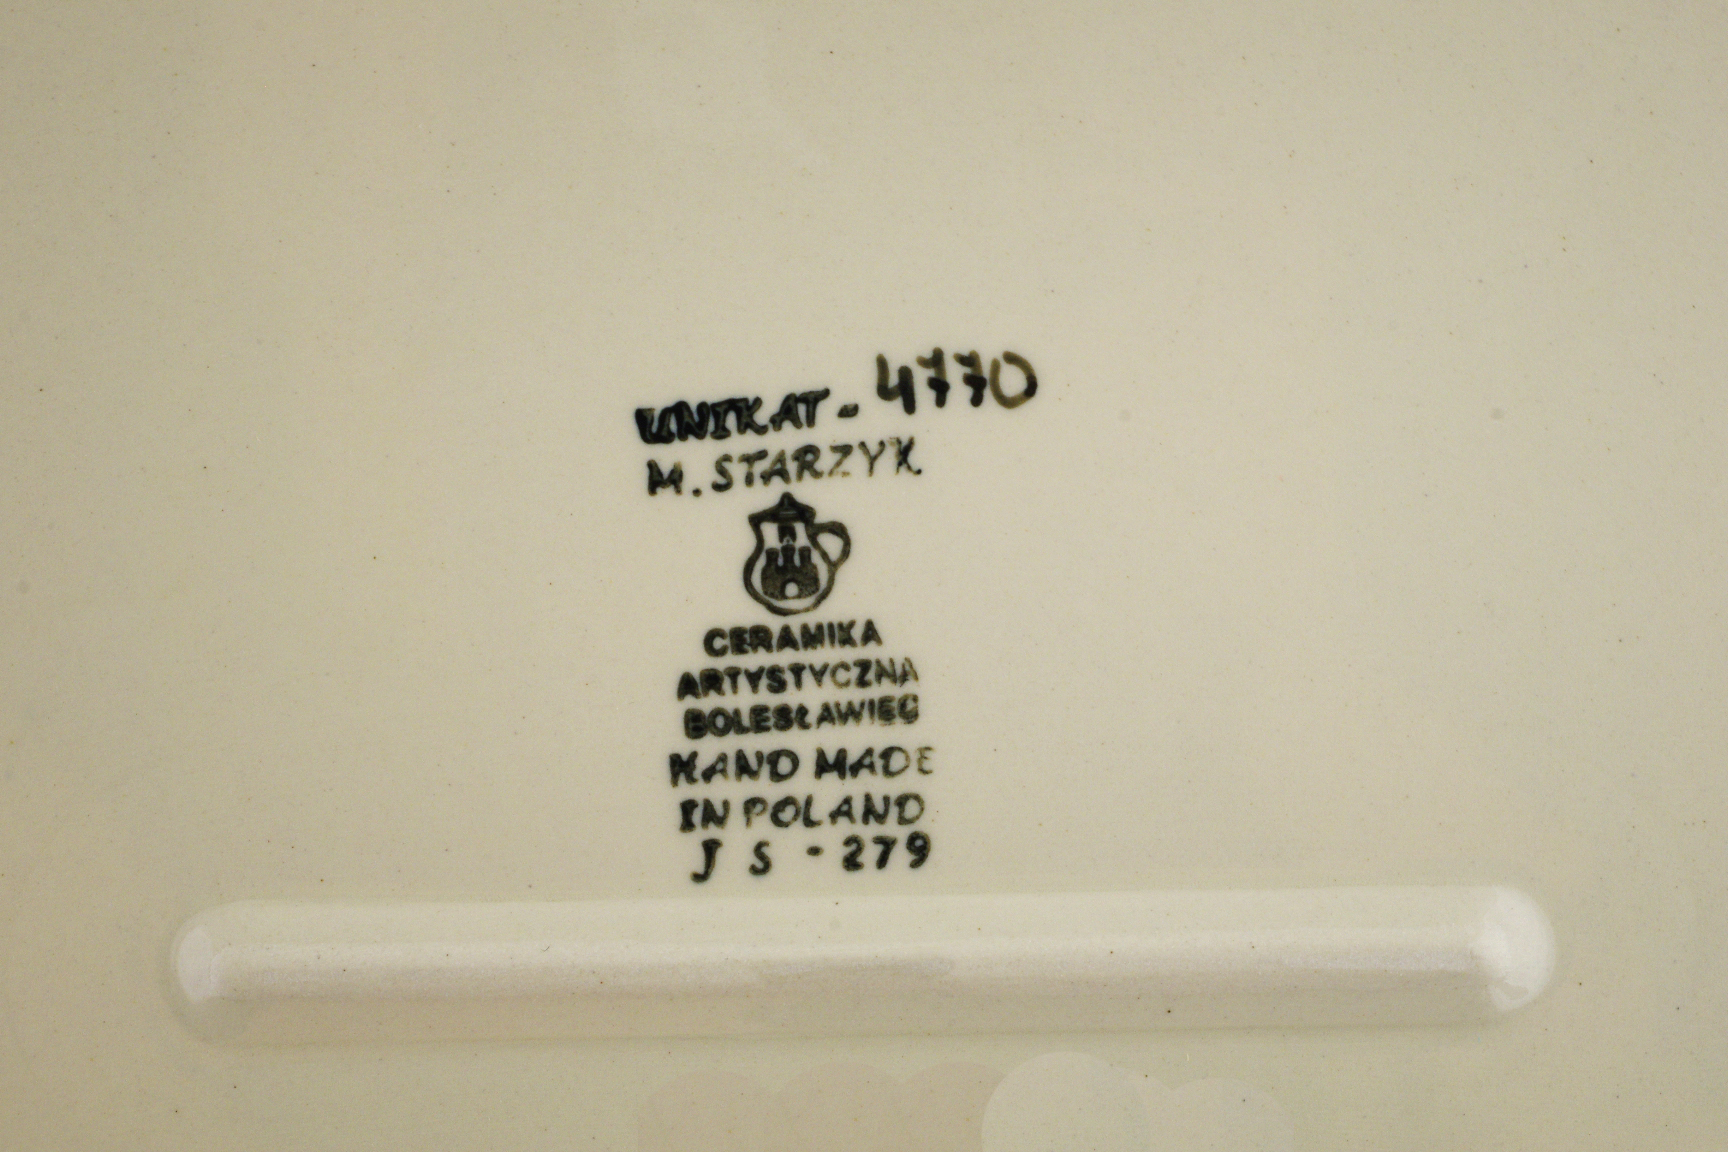 UNIKAT - 4770
M. STARZYK
CERAMIKA
ARTYSTYCZNA
BOLESŁAWIEC
HAND MADE
IN POLAND
J S - 279